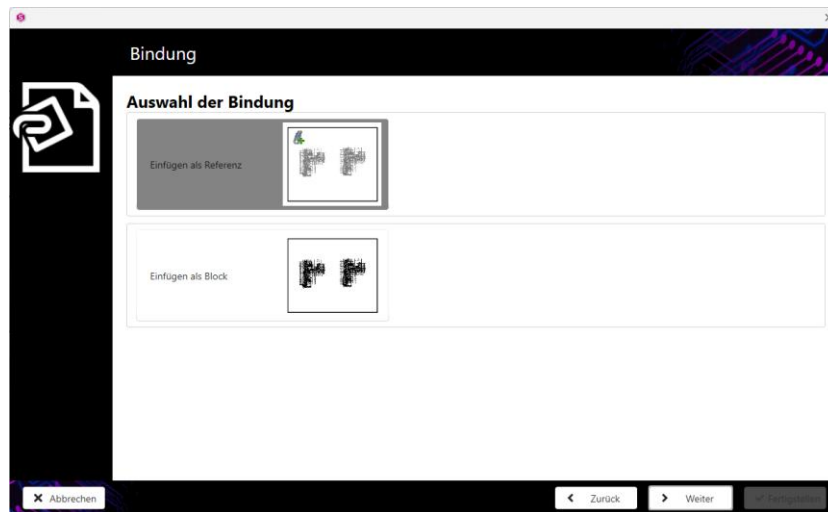 Bindung
Auswahl der Bindung
Einfügen als Referenz
Einfügen als Block
Abbrechen
Zurück
Weiter
Fertigstellen